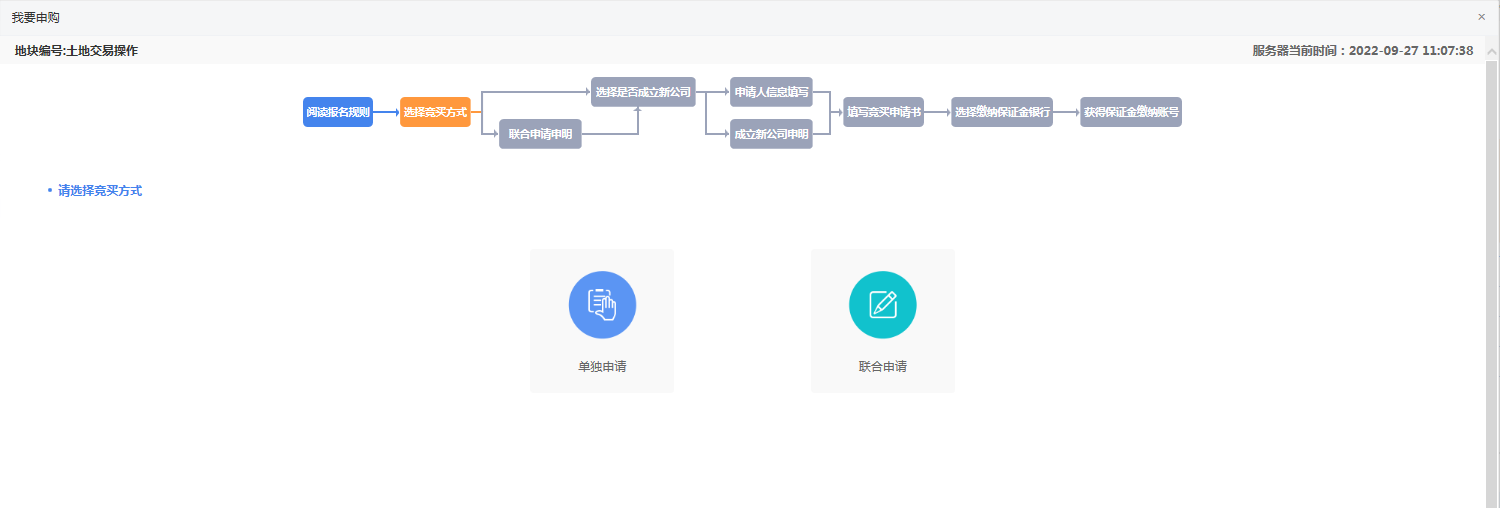 我要申购
×
地块编号:土地交易操作
服务器当前时间：2022-09-27 11:07:38
阅读报名规则
选择竞买方式
选择是否成立新公司
联合申请申明
申请人信息填写
成立新公司申明
填写竞买申请书
选择缴纳保证金银行
获得保证金缴纳账号
请选择竞买方式
单独申请
联合申请